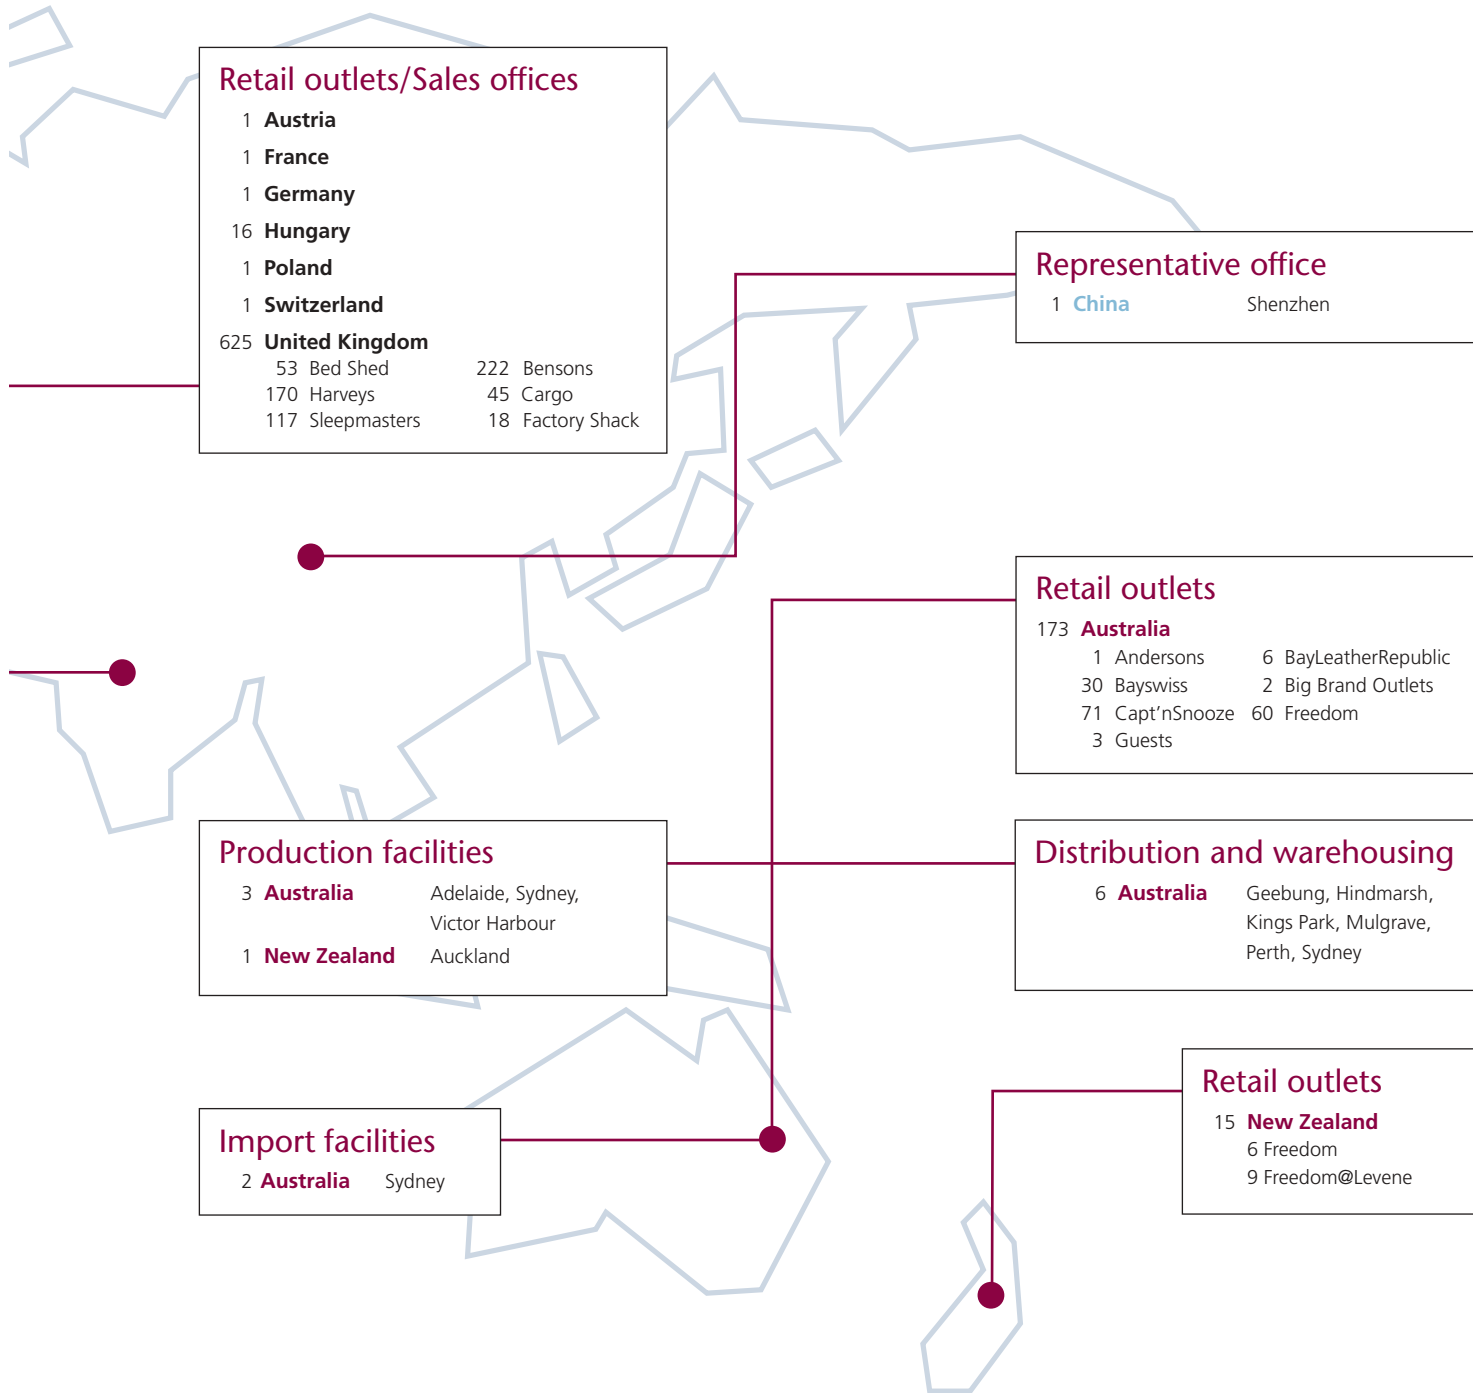 Retail outlets/Sales offices
1 Austria
1 France
1 Germany
16 Hungary
1 Poland
1 Switzerland
625 United Kingdom
53 Bed Shed 222 Bensons
170 Harveys 45 Cargo
117 Sleepmasters 18 Factory Shack
Representative office
1 China Shenzhen
Retail outlets
173 Australia
1 Andersons 6 BayLeatherRepublic
30 Bayswiss 2 Big Brand Outlets
71 Capt'nSnooze 60 Freedom
3 Guests
Production facilities
3 Australia Adelaide, Sydney,
Victor Harbour
1 New Zealand Auckland
Distribution and warehousing
6 Australia Geebung, Hindmarsh,
Kings Park, Mulgrave,
Perth, Sydney
Import facilities
2 Australia Sydney
Retail outlets
15 New Zealand
6 Freedom
9 Freedom@Levene